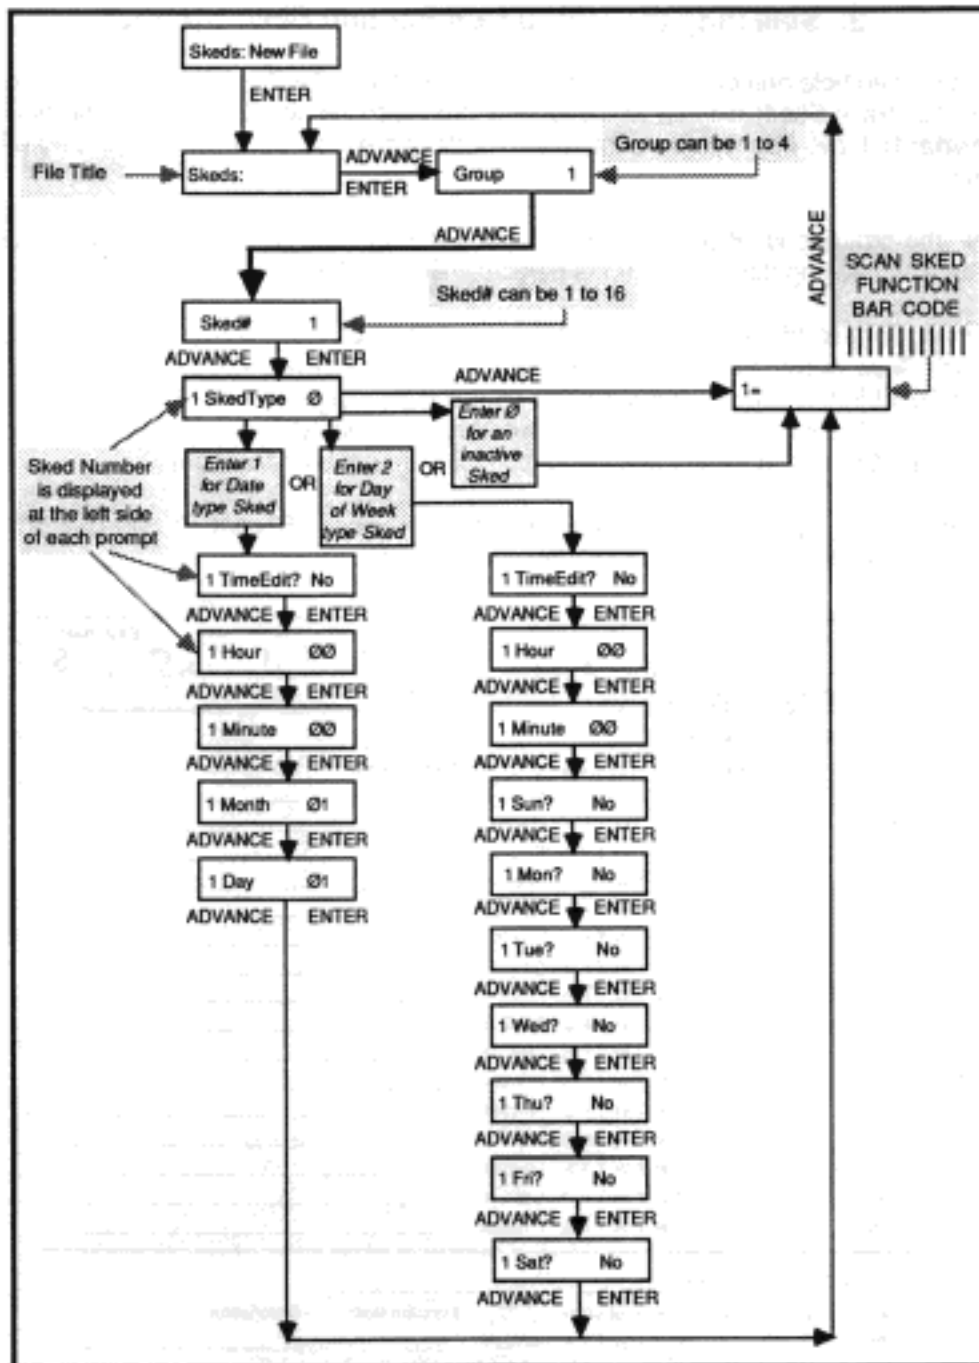 Skeds: New File
ENTER
File Title
Skeds:
ADVANCE
ENTER
Group 1
Group can be 1 to 4
ADVANCE
ADVANCE
SCAN SKED
FUNCTION
BAR CODE
Sked# can be 1 to 16
Sked# 1
ADVANCE ENTER
1 SkedType Ø
ADVANCE
1=
Sked Number
is displayed
at the left side
of each prompt
Enter 1
for Date
type Sked
OR
Enter 2
for Day
of Week
type Sked
OR
Enter Ø
for an
inactive
Sked
1 TimeEdit? No
ADVANCE ENTER
1 Hour ØØ
ADVANCE ENTER
1 Minute ØØ
ADVANCE ENTER
1 Month Ø1
ADVANCE ENTER
1 Day Ø1
ADVANCE ENTER
1 TimeEdit? No
ADVANCE ENTER
1 Hour ØØ
ADVANCE ENTER
1 Minute ØØ
ADVANCE ENTER
1 Sun? No
ADVANCE ENTER
1 Mon? No
ADVANCE ENTER
1 Tue? No
ADVANCE ENTER
1 Wed? No
ADVANCE ENTER
1 Thu? No
ADVANCE ENTER
1 Fri? No
ADVANCE ENTER
1 Sat? No
ADVANCE ENTER